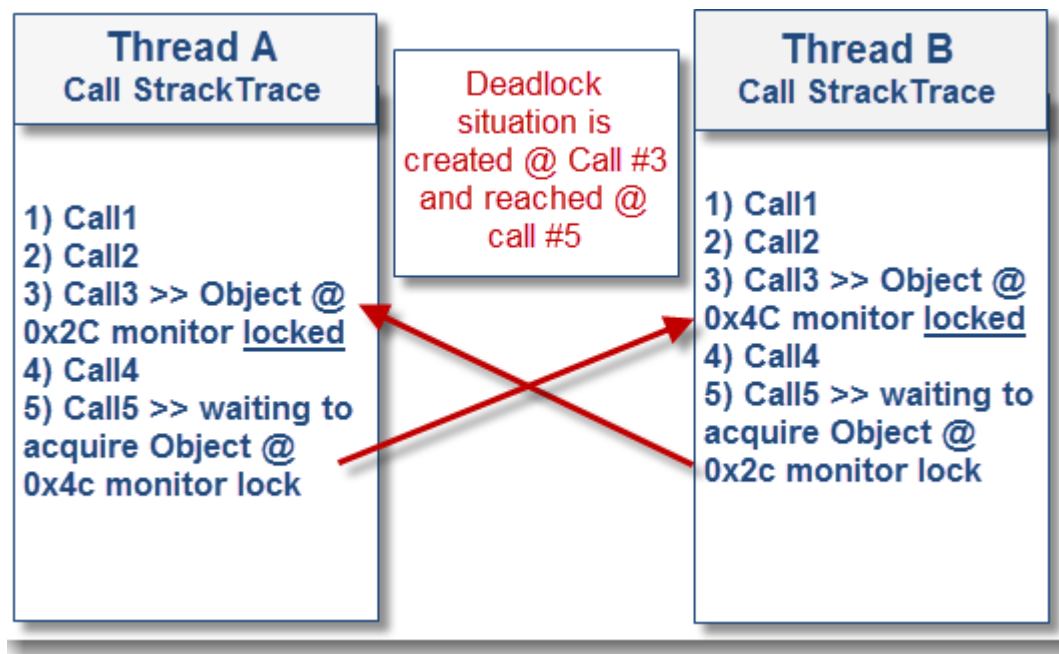 Thread A
Call StrackTrace
1) Call1
2) Call2
3) Call3 >> Object @
0x2C monitor locked
4) Call4
5) Call5 >> waiting to
acquire Object @
0x4c monitor lock
Deadlock
situation is
created @ Call #3
and reached @
call #5
Thread B
Call StrackTrace
1) Call1
2) Call2
3) Call3 >> Object @
0x4C monitor locked
4) Call4
5) Call5 >> waiting to
acquire Object @
0x2c monitor lock